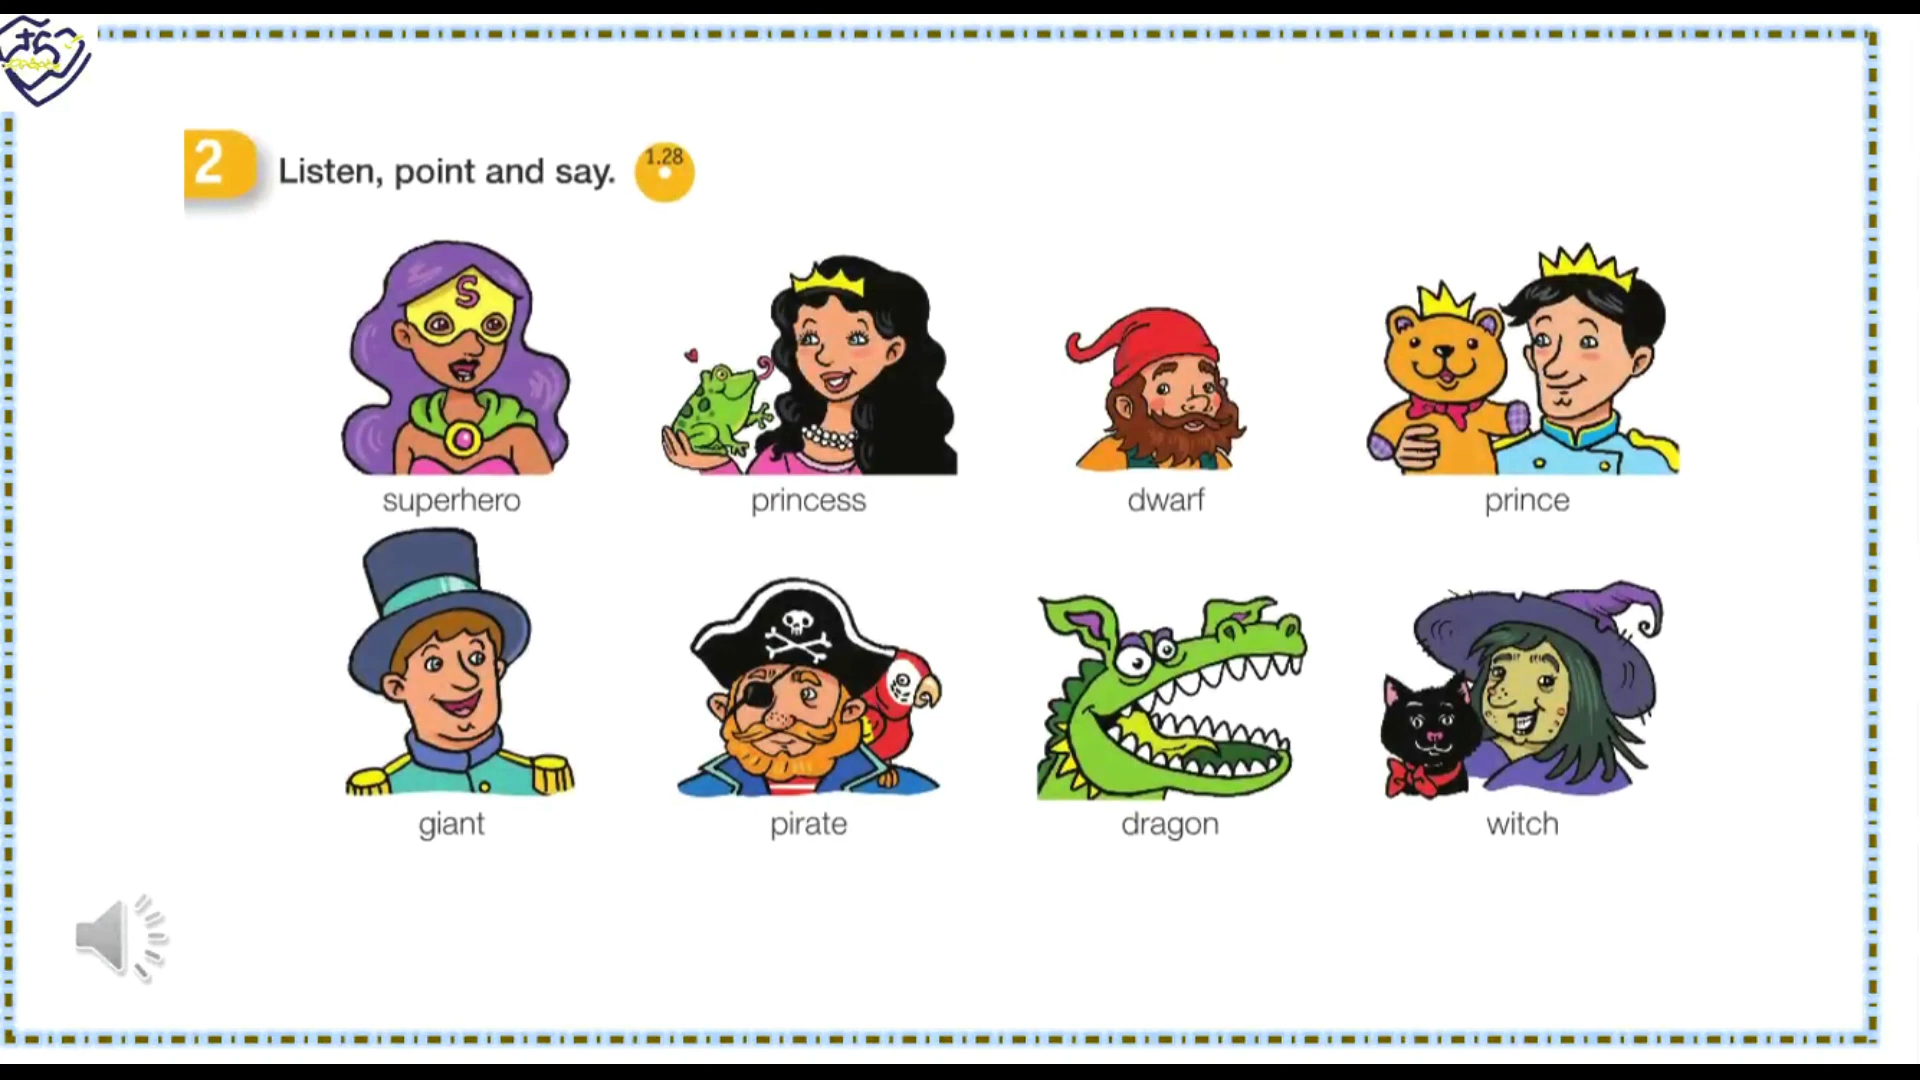 2 Listen, point and say. 1.28
S
superhero princess dwarf prince
giant pirate dragon witch